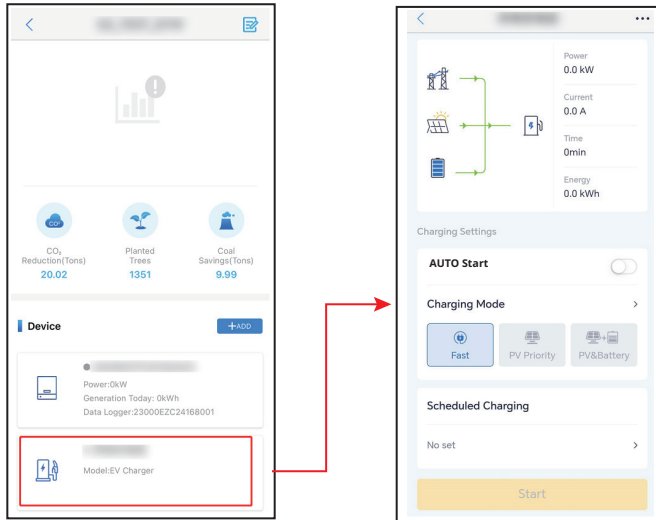 CO₂
CO₂
Reduction(Tons)
20.02
Planted
Trees
1351
Coal
Savings(Tons)
9.99
Device
+ADD
Power:0kW
Generation Today: 0kWh
Data Logger:23000EZC24168001
Model:EV Charger
Power
0.0 kW
Current
0.0 A
Time
0min
Energy
0.0 kWh
Charging Settings
AUTO Start
Charging Mode
Fast
PV Priority
PV&Battery
Scheduled Charging
No set
Start